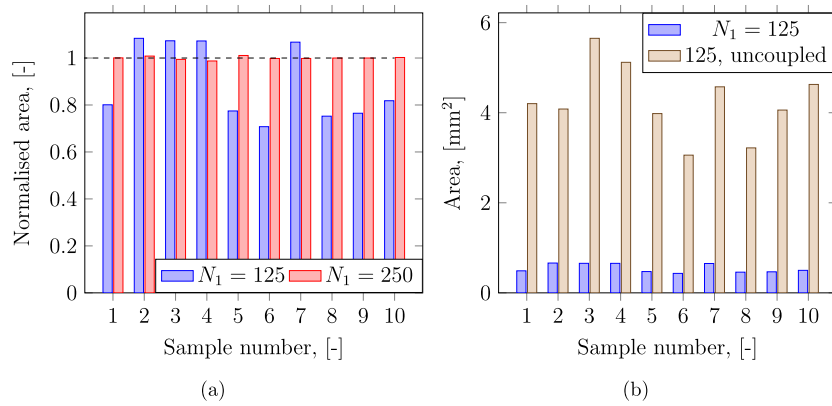 Normalised area, [-]
1
0.8
0.6
0.4
0.2
0
N₁ = 125 N₁ = 250
1 2 3 4 5 6 7 8 9 10
Sample number, [-]
(a)
Area, [mm²]
6
4
2
0
N₁ = 125
125, uncoupled
1 2 3 4 5 6 7 8 9 10
Sample number, [-]
(b)